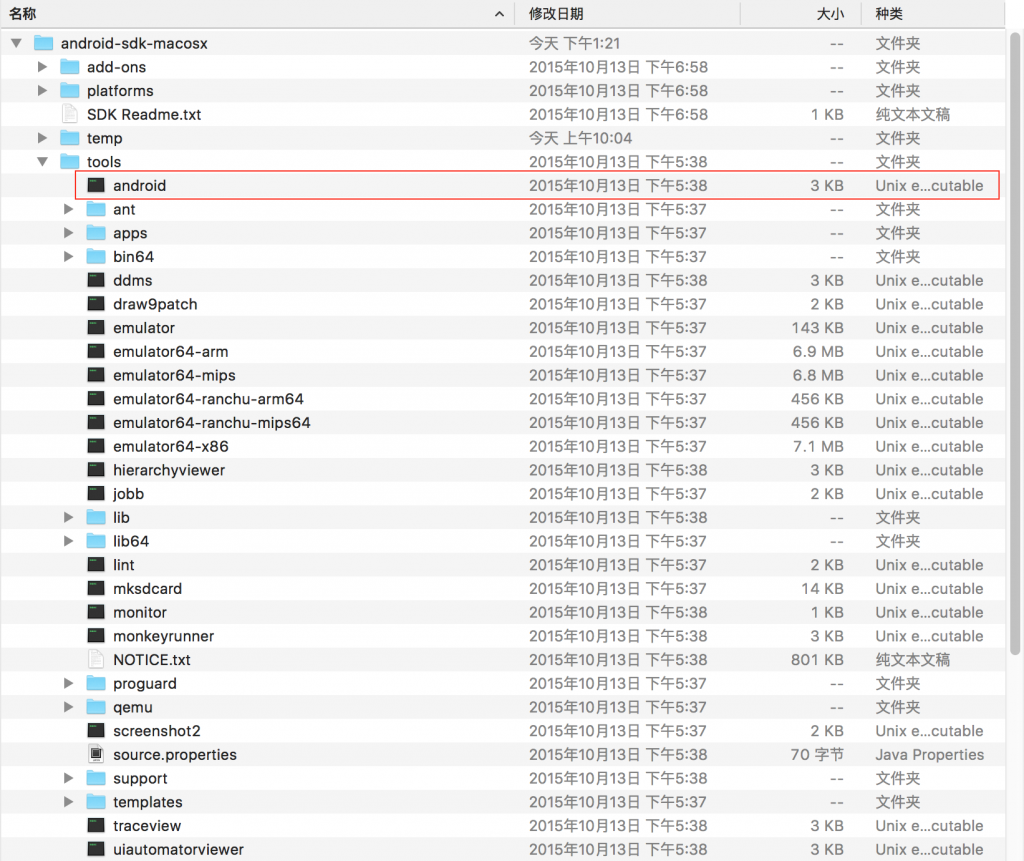 名称 修改日期 大小 种类
android-sdk-macosx 今天 下午1:21 -- 文件夹
add-ons 2015年10月13日 下午6:58 -- 文件夹
platforms 2015年10月13日 下午6:58 -- 文件夹
SDK Readme.txt 2015年10月13日 下午6:58 1 KB 纯文本文稿
temp 今天 上午10:04 -- 文件夹
tools 2015年10月13日 下午5:38 -- 文件夹
android 2015年10月13日 下午5:38 3 KB Unix e...cutable
ant 2015年10月13日 下午5:37 -- 文件夹
apps 2015年10月13日 下午5:37 -- 文件夹
bin64 2015年10月13日 下午5:37 -- 文件夹
ddms 2015年10月13日 下午5:38 3 KB Unix e...cutable
draw9patch 2015年10月13日 下午5:37 2 KB Unix e...cutable
emulator 2015年10月13日 下午5:37 143 KB Unix e...cutable
emulator64-arm 2015年10月13日 下午5:37 6.9 MB Unix e...cutable
emulator64-mips 2015年10月13日 下午5:37 6.8 MB Unix e...cutable
emulator64-ranchu-arm64 2015年10月13日 下午5:37 456 KB Unix e...cutable
emulator64-ranchu-mips64 2015年10月13日 下午5:37 456 KB Unix e...cutable
emulator64-x86 2015年10月13日 下午5:37 7.1 MB Unix e...cutable
hierarchyviewer 2015年10月13日 下午5:38 3 KB Unix e...cutable
jobb 2015年10月13日 下午5:37 2 KB Unix e...cutable
lib 2015年10月13日 下午5:38 -- 文件夹
lib64 2015年10月13日 下午5:37 -- 文件夹
lint 2015年10月13日 下午5:37 2 KB Unix e...cutable
mksdcard 2015年10月13日 下午5:37 14 KB Unix e...cutable
monitor 2015年10月13日 下午5:38 1 KB Unix e...cutable
monkeyrunner 2015年10月13日 下午5:38 3 KB Unix e...cutable
NOTICE.txt 2015年10月13日 下午5:38 801 KB 纯文本文稿
proguard 2015年10月13日 下午5:37 -- 文件夹
qemu 2015年10月13日 下午5:37 -- 文件夹
screenshot2 2015年10月13日 下午5:37 2 KB Unix e...cutable
source.properties 2015年10月13日 下午5:38 70 字节 Java Properties
support 2015年10月13日 下午5:38 -- 文件夹
templates 2015年10月13日 下午5:37 -- 文件夹
traceview 2015年10月13日 下午5:38 3 KB Unix e...cutable
uiautomatorviewer 2015年10月13日 下午5:38 3 KB Unix e...cutable